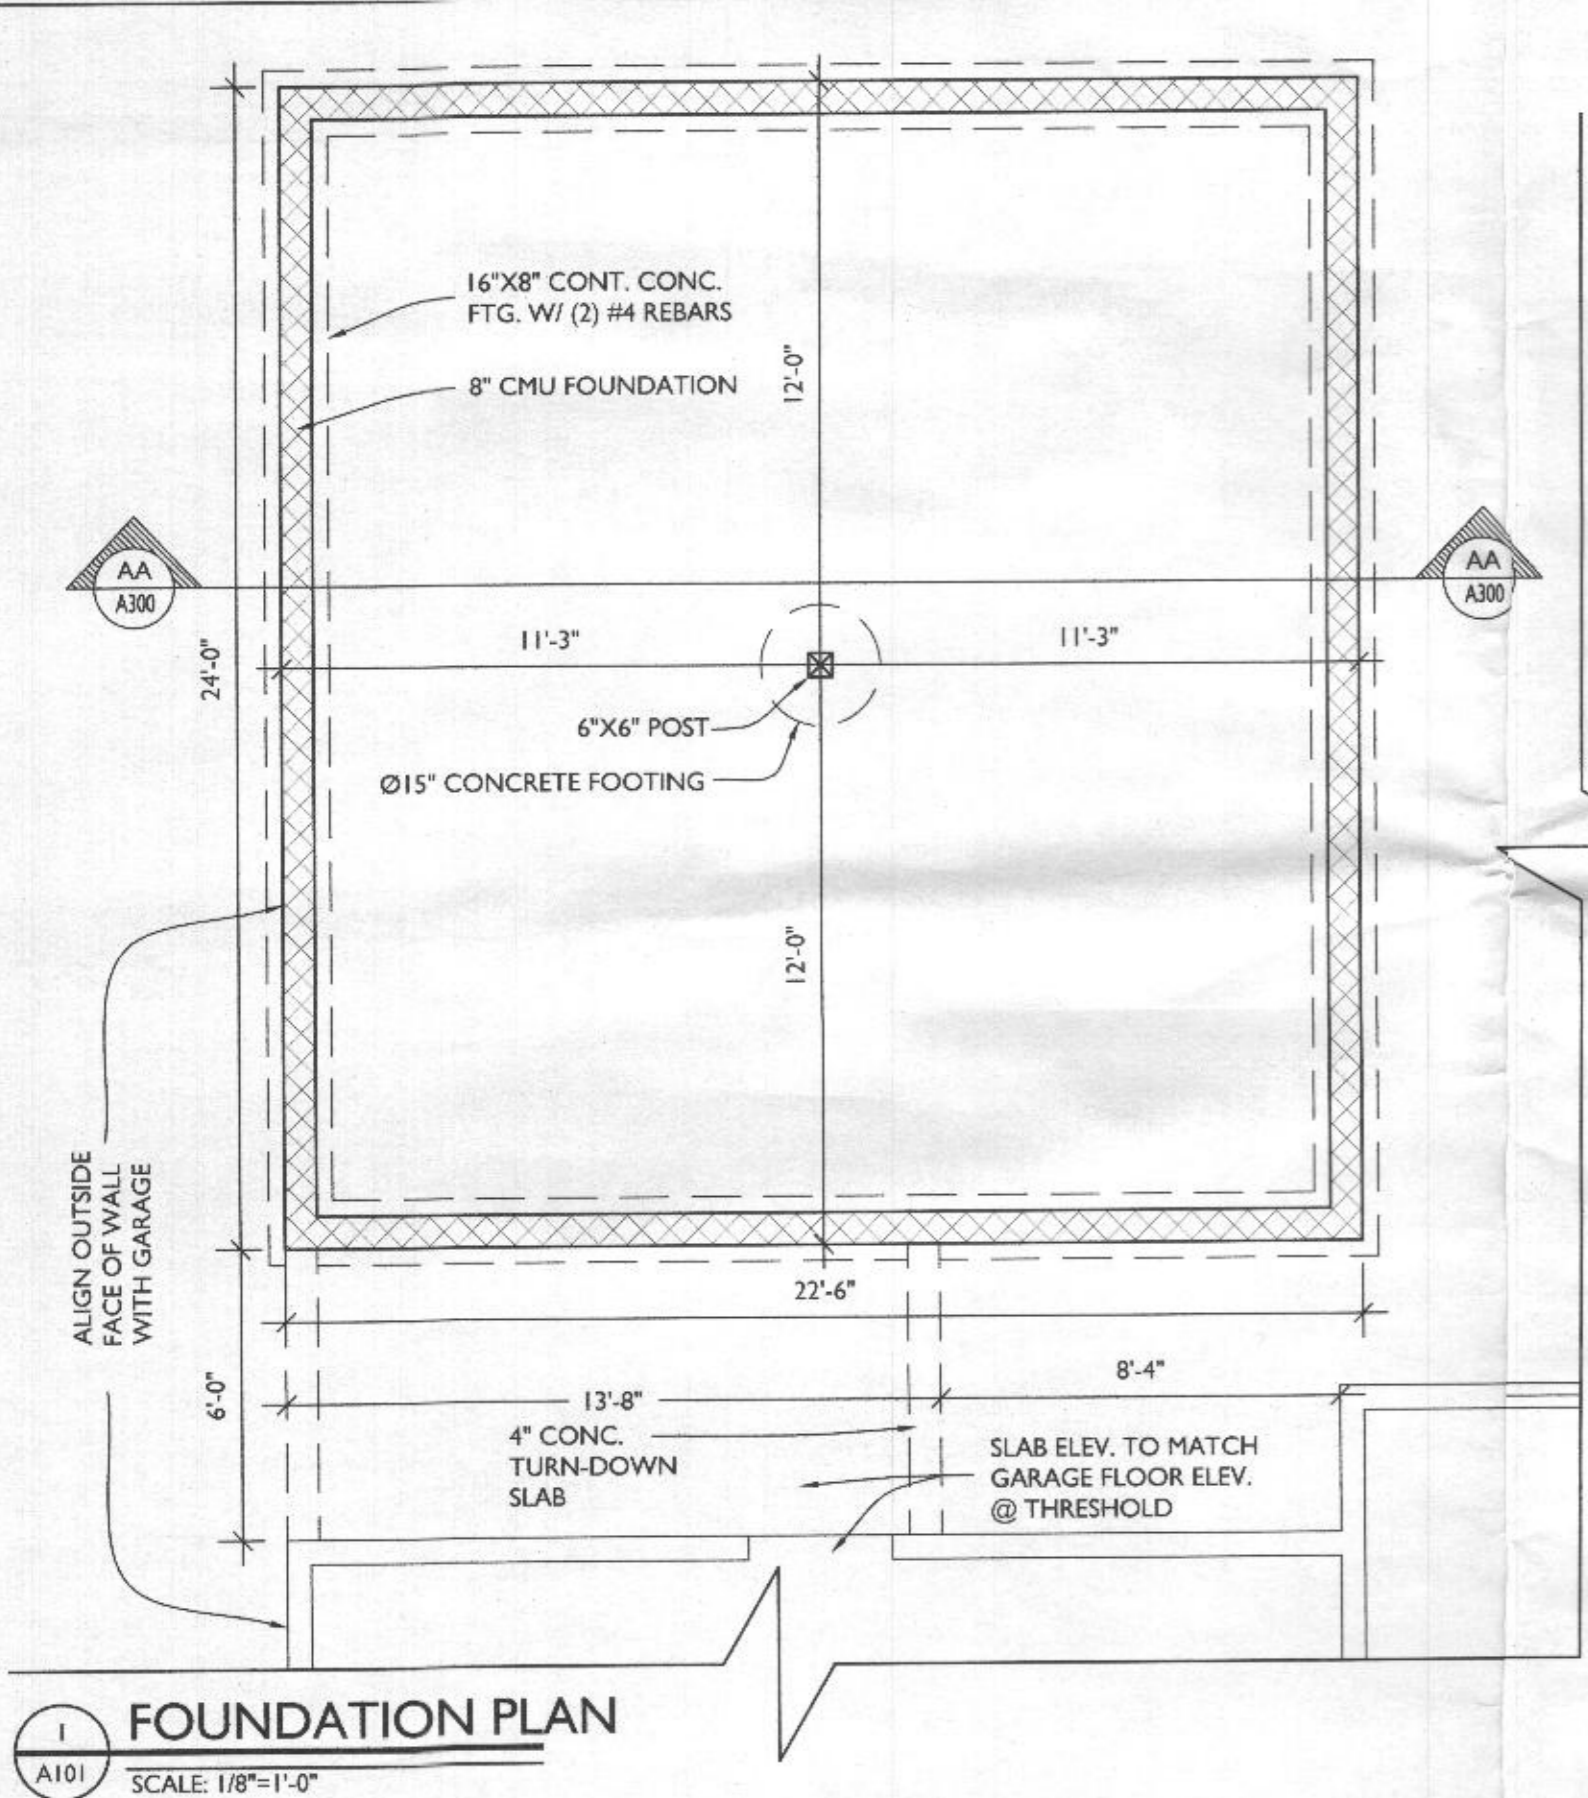 16"X8" CONT. CONC.
FTG. W/ (2) #4 REBARS
12'-0"
8" CMU FOUNDATION
AA
A300
AA
A300
24'-0"
11'-3"
11'-3"
6"X6" POST
Ø15" CONCRETE FOOTING
12'-0"
ALIGN OUTSIDE
FACE OF WALL
WITH GARAGE
22'-6"
6'-0"
13'-8"
8'-4"
4" CONC.
TURN-DOWN
SLAB
SLAB ELEV. TO MATCH
GARAGE FLOOR ELEV.
@ THRESHOLD
1
A101
FOUNDATION PLAN
SCALE: 1/8"=1'-0"